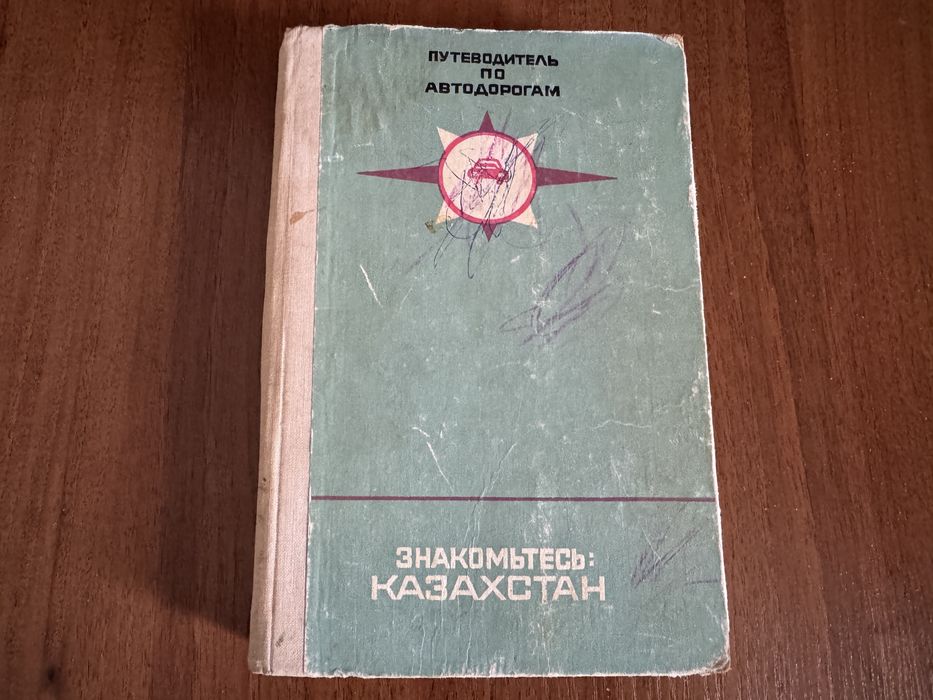 ПУТЕВОДИТЕЛЬ
ПО
АВТОДОРОГАМ
ЗНАКОМЬТЕСЬ:
КАЗАХСТАН